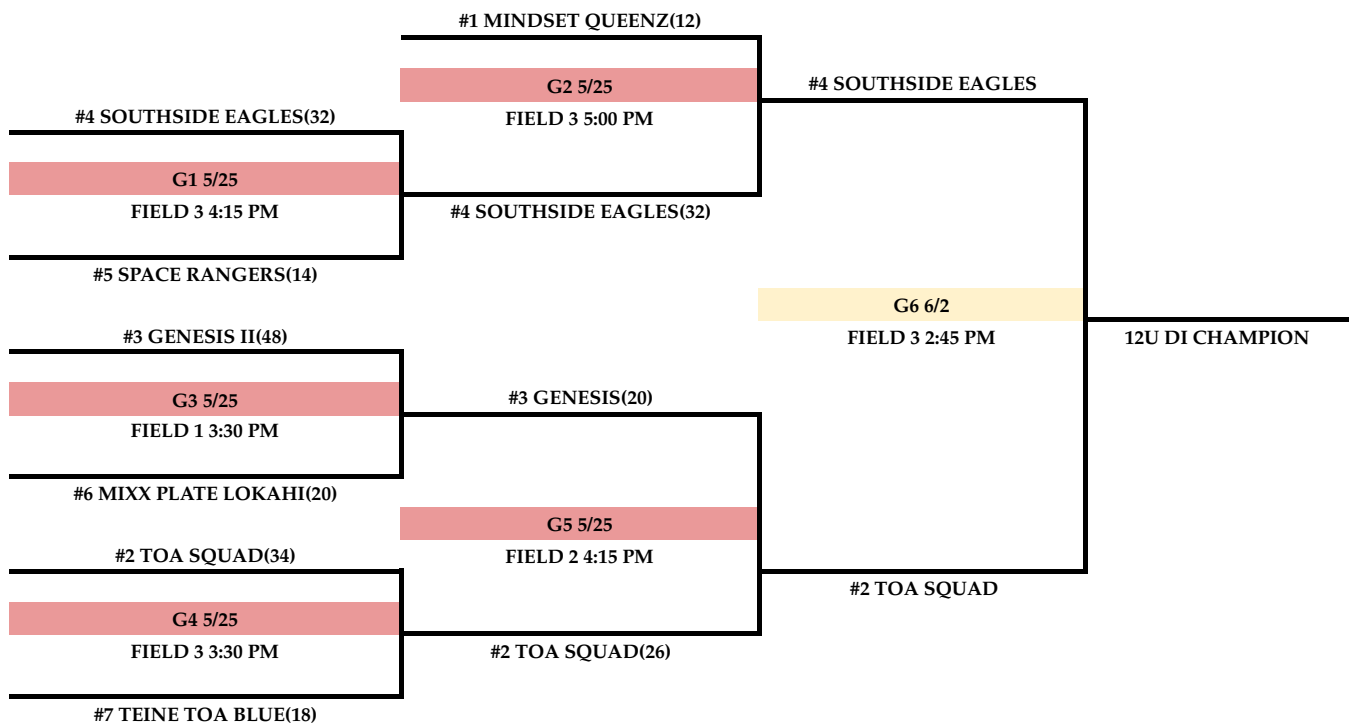 #1 MINDSET QUEENZ(12)
G2 5/25
FIELD 3 5:00 PM
#4 SOUTHSIDE EAGLES
#4 SOUTHSIDE EAGLES(32)
G1 5/25
FIELD 3 4:15 PM
#4 SOUTHSIDE EAGLES(32)
#5 SPACE RANGERS(14)
G6 6/2
FIELD 3 2:45 PM
12U DI CHAMPION
#3 GENESIS II(48)
G3 5/25
FIELD 1 3:30 PM
#3 GENESIS(20)
#6 MIXX PLATE LOKAHI(20)
G5 5/25
FIELD 2 4:15 PM
#2 TOA SQUAD
#2 TOA SQUAD(34)
G4 5/25
FIELD 3 3:30 PM
#2 TOA SQUAD(26)
#7 TEINE TOA BLUE(18)